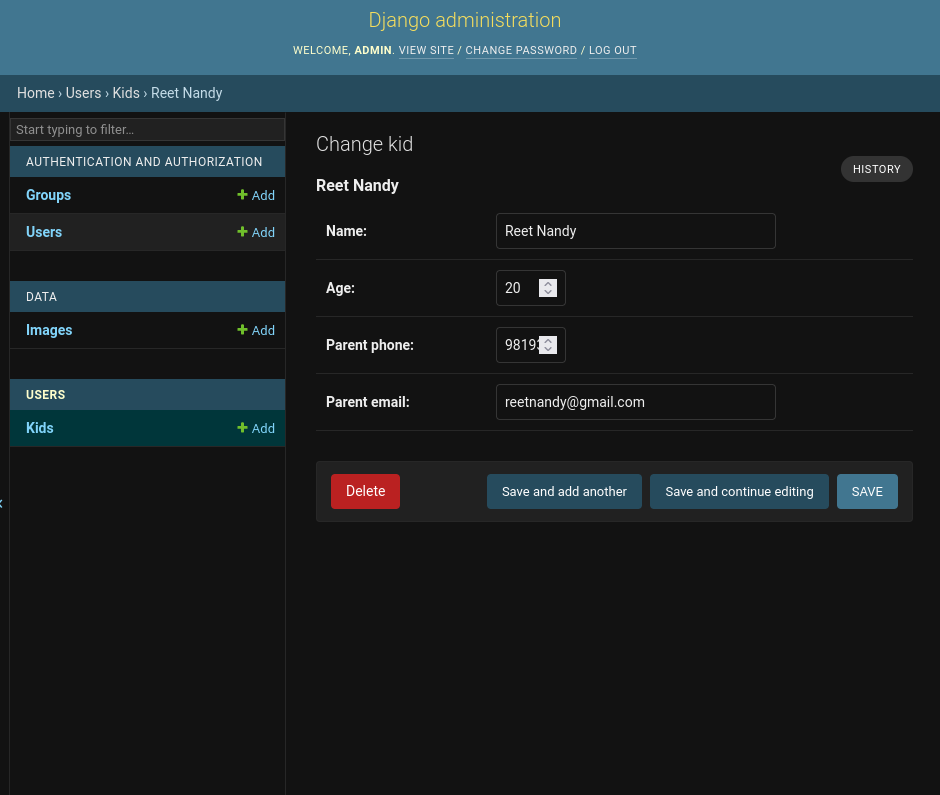 Django administration
WELCOME, ADMIN. VIEW SITE / CHANGE PASSWORD / LOG OUT
Home › Users › Kids › Reet Nandy
Start typing to filter…
AUTHENTICATION AND AUTHORIZATION
Groups + Add
Users + Add
DATA
Images + Add
USERS
Kids + Add
Change kid
HISTORY
Reet Nandy
Name: Reet Nandy
Age: 20
Parent phone:
Parent email: reetnandy@gmail.com
Delete Save and add another Save and continue editing SAVE